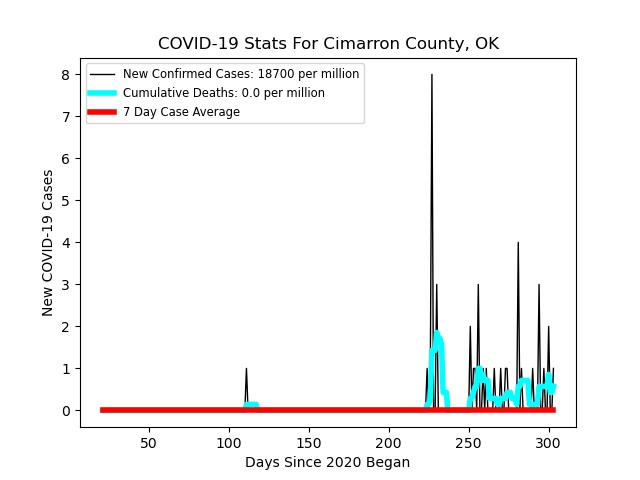 COVID-19 Stats For Cimarron County, OK
New Confirmed Cases: 18700 per million
Cumulative Deaths: 0.0 per million
7 Day Case Average
8
7
6
5
4
3
2
1
0
New COVID-19 Cases
50 100 150 200 250 300
Days Since 2020 Began